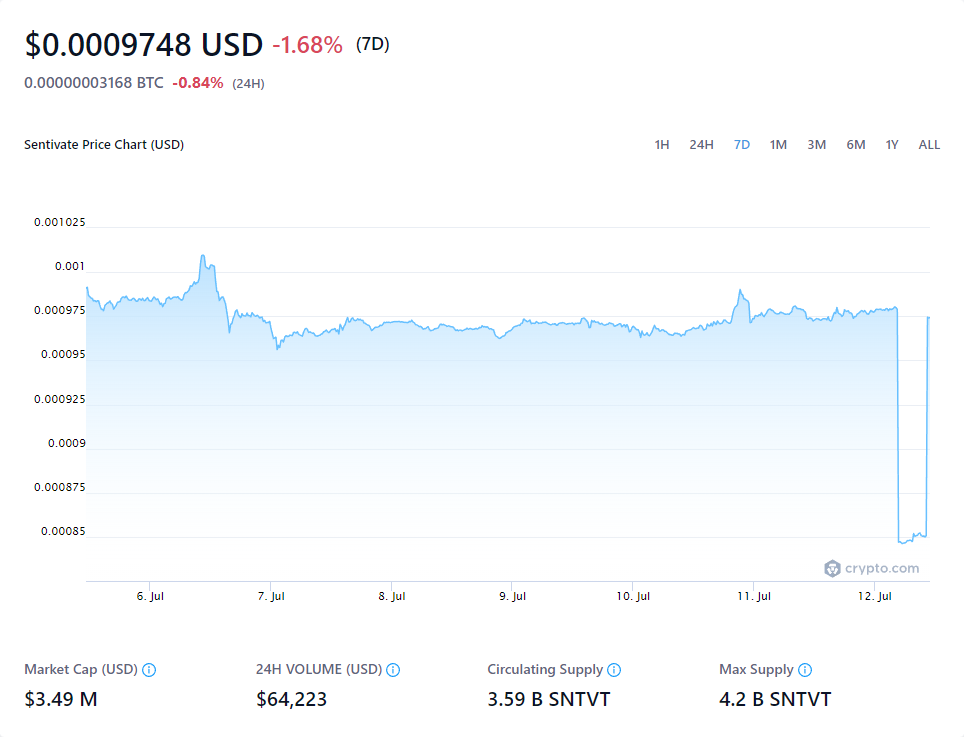 $0.0009748 USD -1.68% (7D)
0.00000003168 BTC -0.84% (24H)
Sentivate Price Chart (USD) 1H 24H 7D 1M 3M 6M 1Y ALL
0.001025
0.001
0.000975
0.00095
0.000925
0.0009
0.000875
0.00085
crypto.com
6. Jul 7. Jul 8. Jul 9. Jul 10. Jul 11. Jul 12. Jul
Market Cap (USD) 24H VOLUME (USD) Circulating Supply Max Supply
$3.49 M $64,223 3.59 B SNTVT 4.2 B SNTVT